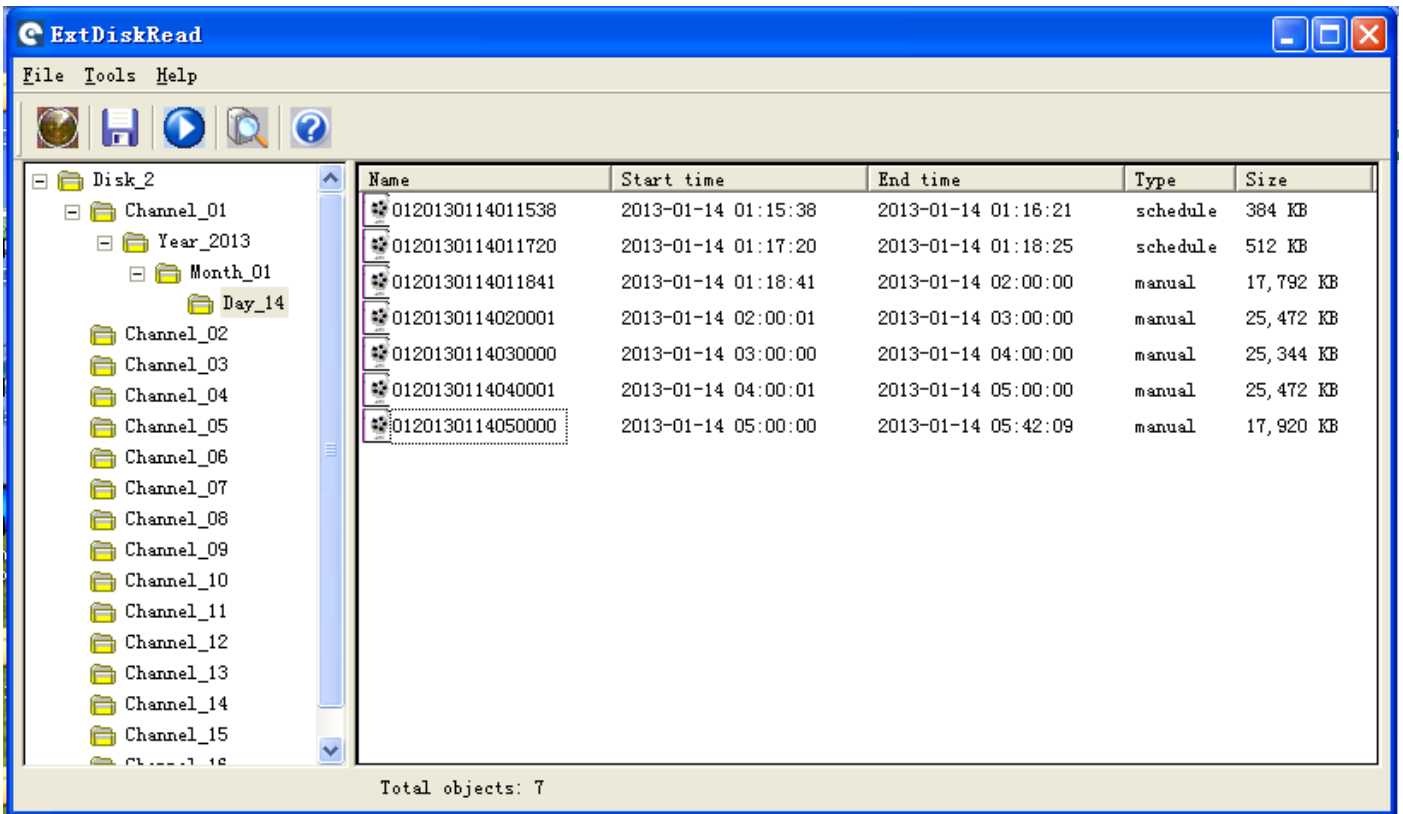 ExtDiskRead
File Tools Help
Disk_2
Channel_01
Year_2013
Month_01
Day_14
Channel_02
Channel_03
Channel_04
Channel_05
Channel_06
Channel_07
Channel_08
Channel_09
Channel_10
Channel_11
Channel_12
Channel_13
Channel_14
Channel_15
Channel_16
Name Start time End time Type Size
0120130114011538 2013-01-14 01:15:38 2013-01-14 01:16:21 schedule 384 KB
0120130114011720 2013-01-14 01:17:20 2013-01-14 01:18:25 schedule 512 KB
0120130114011841 2013-01-14 01:18:41 2013-01-14 02:00:00 manual 17,792 KB
0120130114020001 2013-01-14 02:00:01 2013-01-14 03:00:00 manual 25,472 KB
0120130114030000 2013-01-14 03:00:00 2013-01-14 04:00:00 manual 25,344 KB
0120130114040001 2013-01-14 04:00:01 2013-01-14 05:00:00 manual 25,472 KB
0120130114050000 2013-01-14 05:00:00 2013-01-14 05:42:09 manual 17,920 KB
Total objects: 7